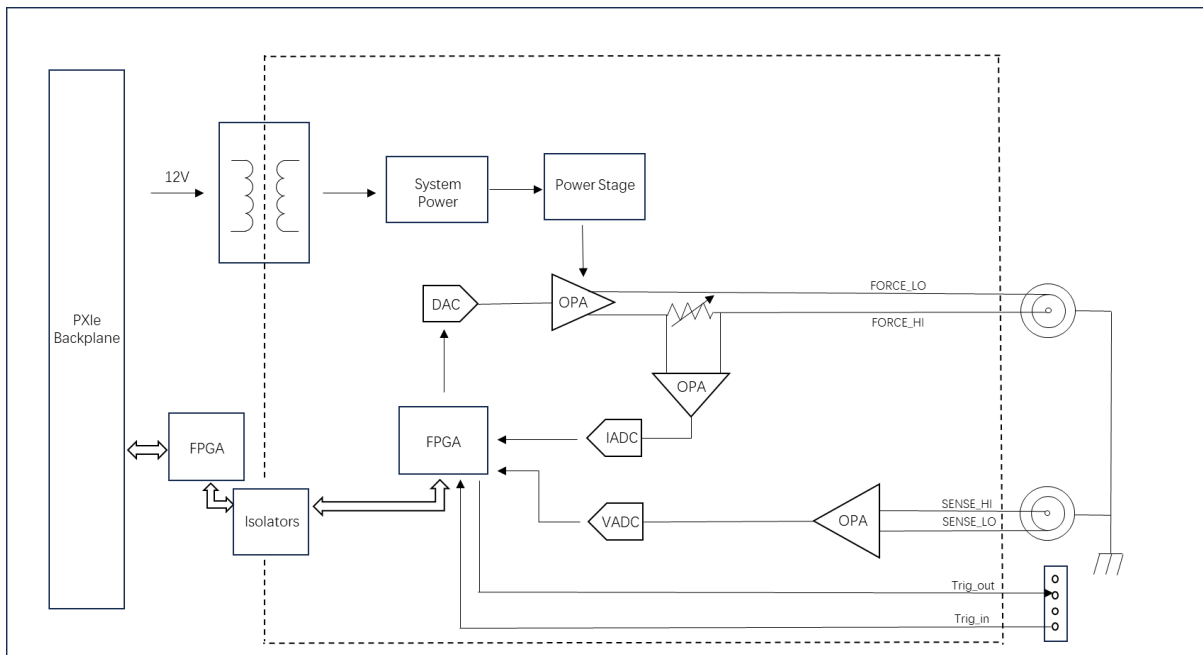 PXIe
Backplane
12V
System
Power
Power Stage
DAC
OPA
FORCE_LO
FORCE_HI
OPA
FPGA
IADC
FPGA
Isolators
VADC
OPA
SENSE_HI
SENSE_LO
Trig_out
Trig_in